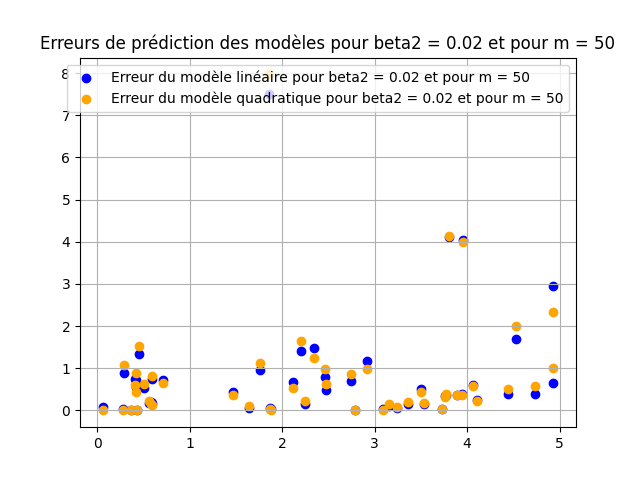 Erreurs de prédiction des modèles pour beta2 = 0.02 et pour m = 50
Erreur du modèle linéaire pour beta2 = 0.02 et pour m = 50
Erreur du modèle quadratique pour beta2 = 0.02 et pour m = 50
8
7
6
5
4
3
2
1
0
0 1 2 3 4 5